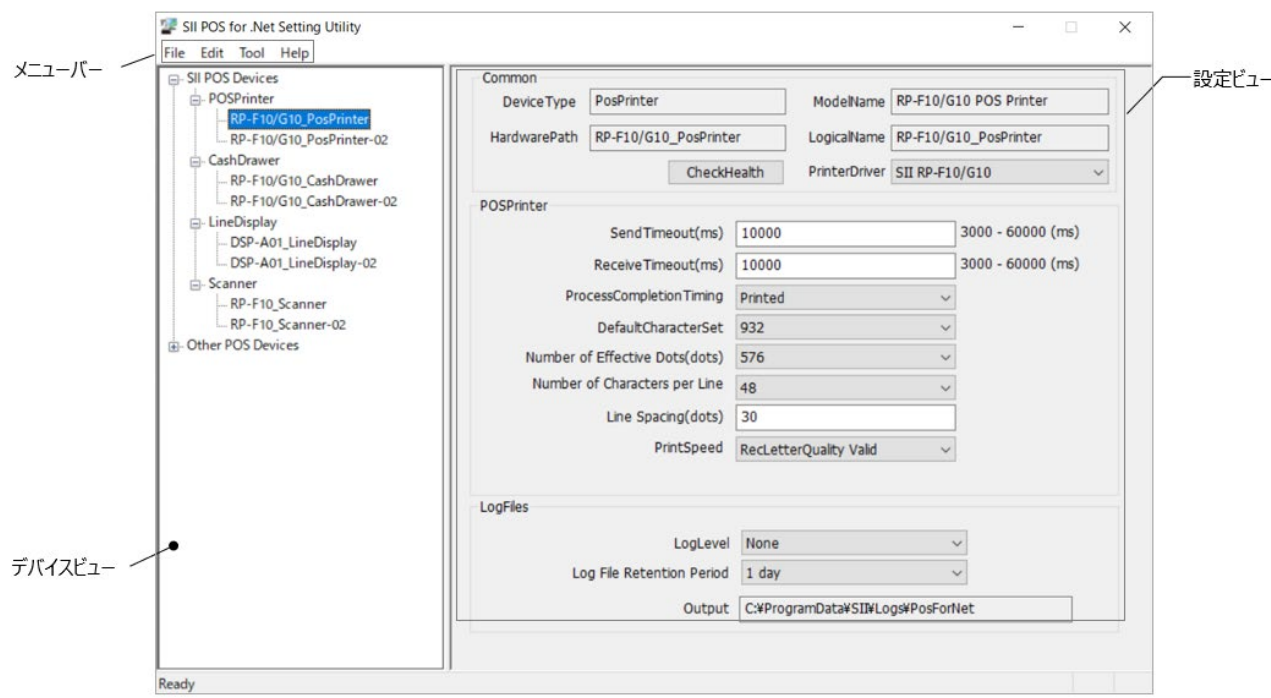 SII POS for .Net Setting Utility
File Edit Tool Help
メニューバー
設定ビュー
デバイスビュー
SII POS Devices
POSPrinter
RP-F10/G10_PosPrinter
RP-F10/G10_PosPrinter-02
CashDrawer
RP-F10/G10_CashDrawer
RP-F10/G10_CashDrawer-02
LineDisplay
DSP-A01_LineDisplay
DSP-A01_LineDisplay-02
Scanner
RP-F10_Scanner
RP-F10_Scanner-02
Other POS Devices
Common
DeviceType PosPrinter ModelName RP-F10/G10 POS Printer
HardwarePath RP-F10/G10_PosPrinter LogicalName RP-F10/G10_PosPrinter
CheckHealth PrinterDriver SII RP-F10/G10
POSPrinter
SendTimeout(ms) 10000 3000 - 60000 (ms)
ReceiveTimeout(ms) 10000 3000 - 60000 (ms)
ProcessCompletionTiming Printed
DefaultCharacterSet 932
Number of Effective Dots(dots) 576
Number of Characters per Line 48
Line Spacing(dots) 30
PrintSpeed RecLetterQuality Valid
LogFiles
LogLevel None
Log File Retention Period 1 day
Output C:¥ProgramData¥SII¥Logs¥PosForNet
Ready